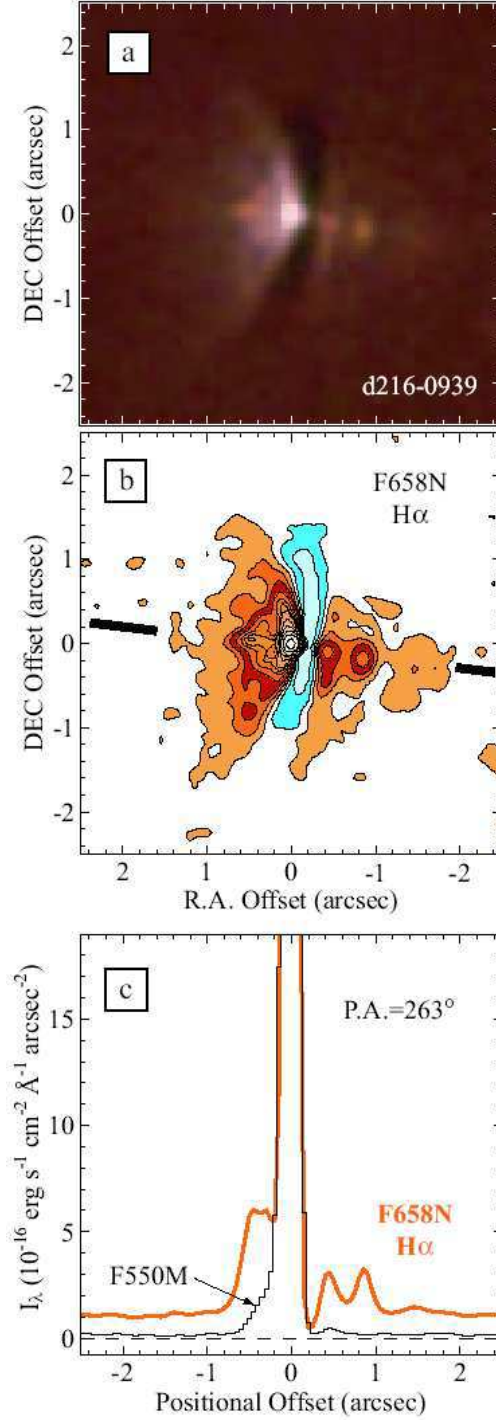 a
DEC Offset (arcsec)
2
1
0
-1
-2
d216-0939
b
F658N
Hα
DEC Offset (arcsec)
2
1
0
-1
-2
2 1 0 -1 -2
R.A. Offset (arcsec)
c
P.A.=263°
I_λ (10^-16 erg s^-1 cm^-2 Å^-1 arcsec^-2)
15
10
5
0
F658N
Hα
F550M
-2 -1 0 1 2
Positional Offset (arcsec)